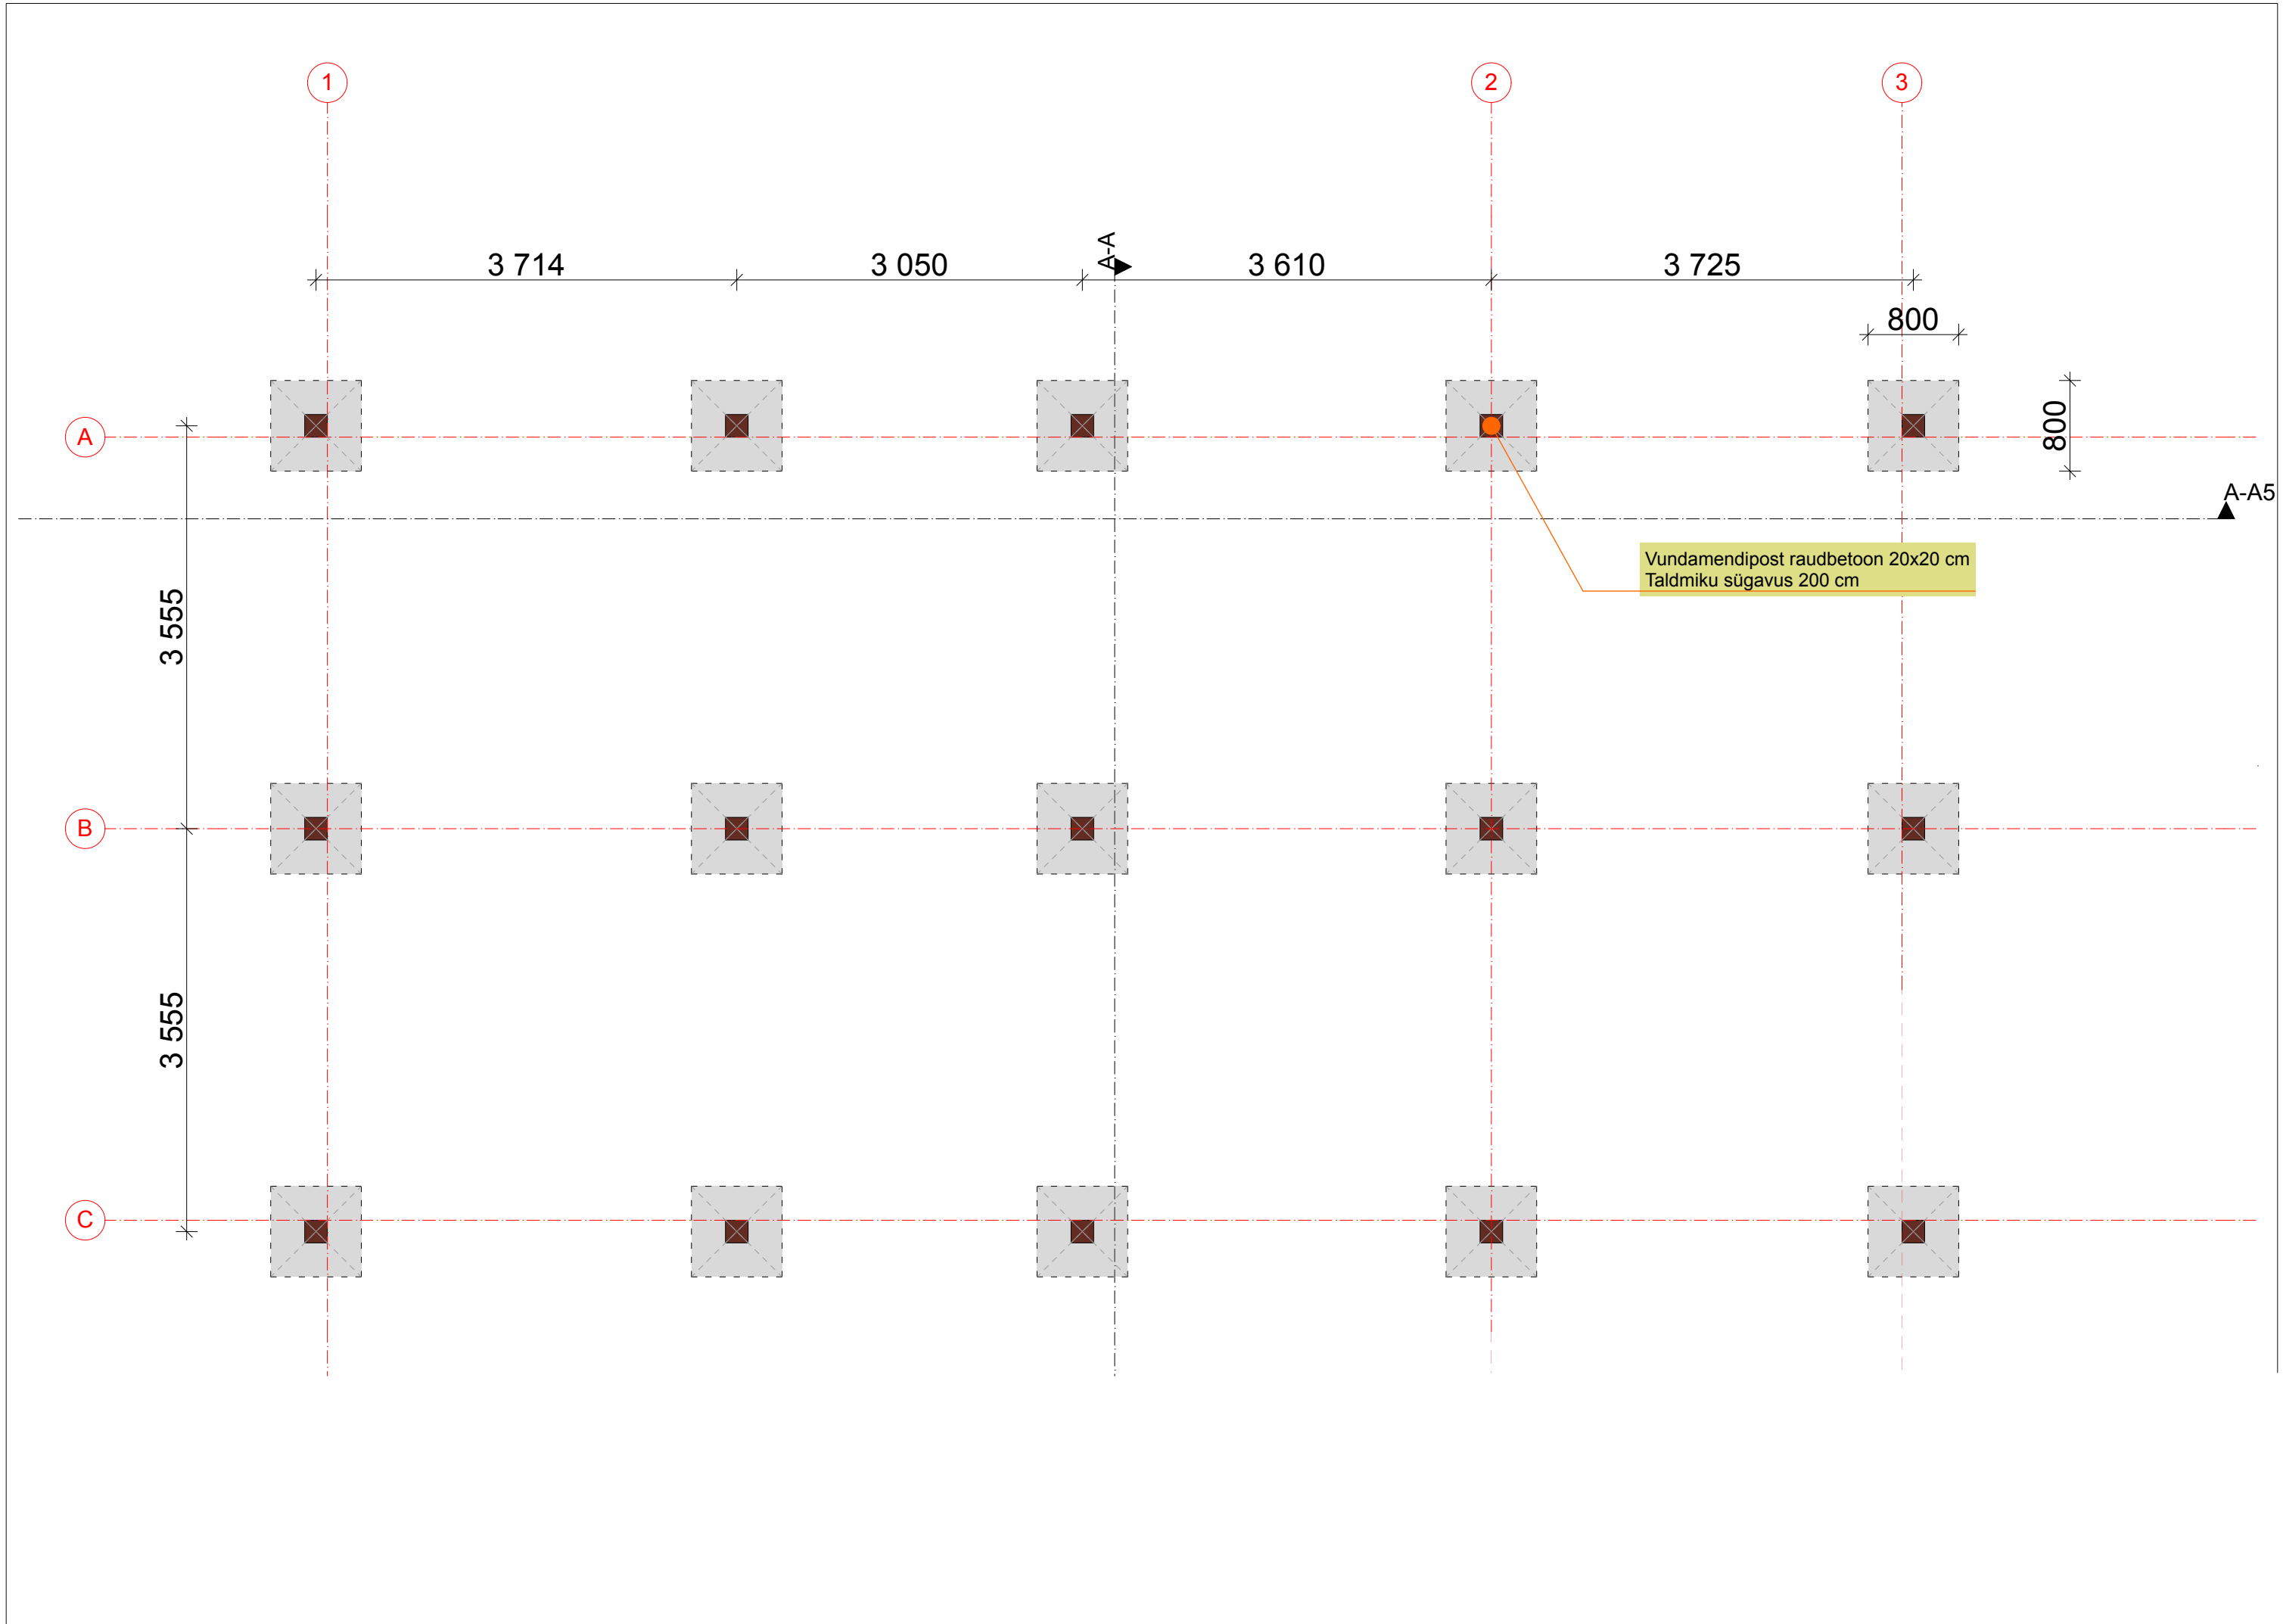 1
2
3
A-A
3 714
3 050
3 610
3 725
800
800
A
A-A5
Vundamendipost raudbetoon 20x20 cm
Taldmiku sügavus 200 cm
3 555
B
3 555
C